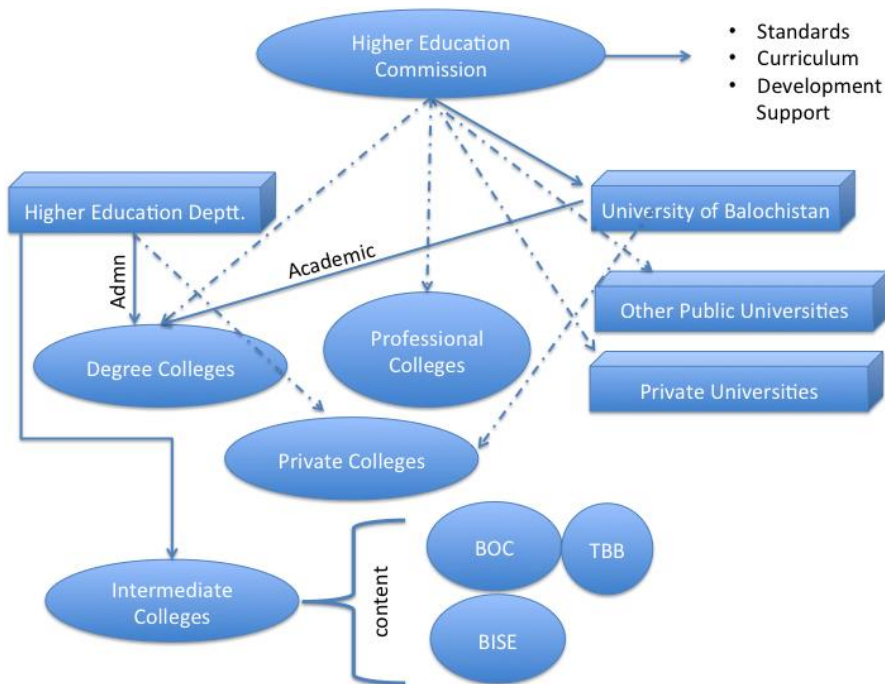 Higher Education
Commission
• Standards
• Curriculum
• Development
Support
Higher Education Deptt.
University of Balochistan
Admn
Academic
Other Public Universities
Degree Colleges
Professional
Colleges
Private Universities
Private Colleges
Intermediate
Colleges
content
BOC
TBB
BISE